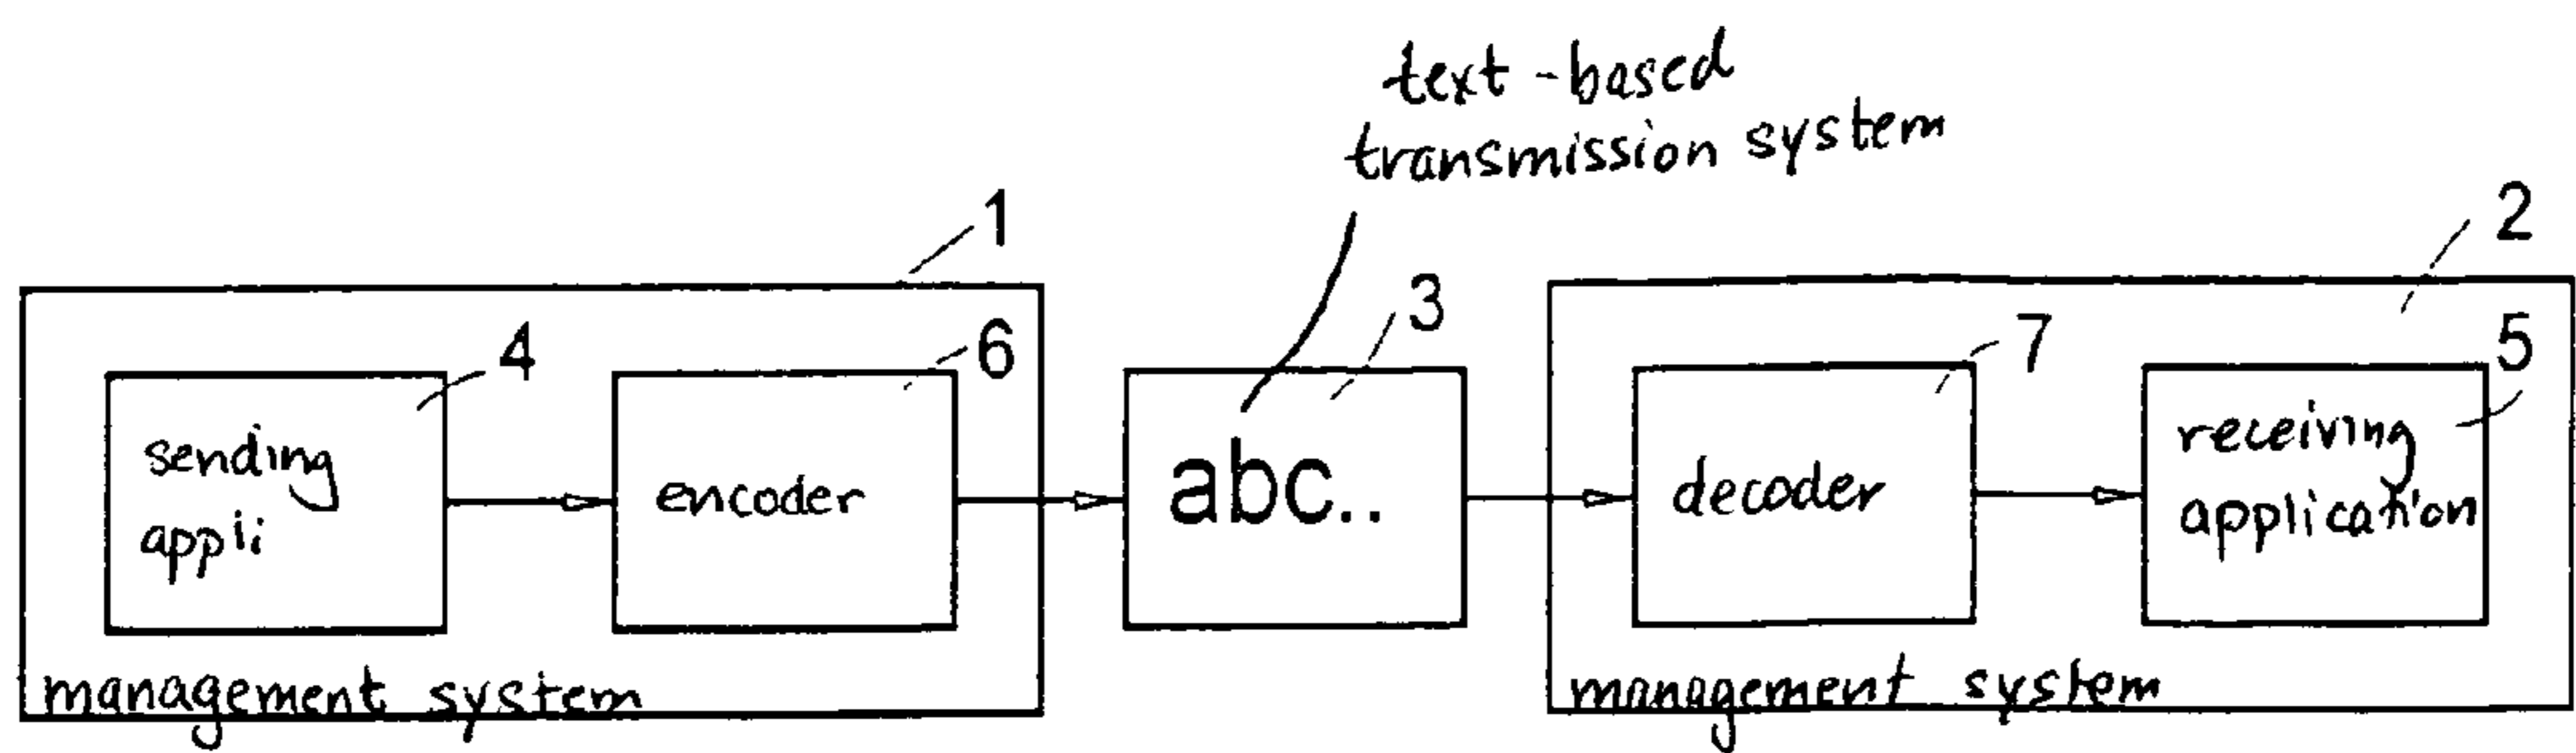 text-based
transmission system
1
2
3
4
6
7
5
sending
appli
encoder
abc..
decoder
receiving
application
management system
management system